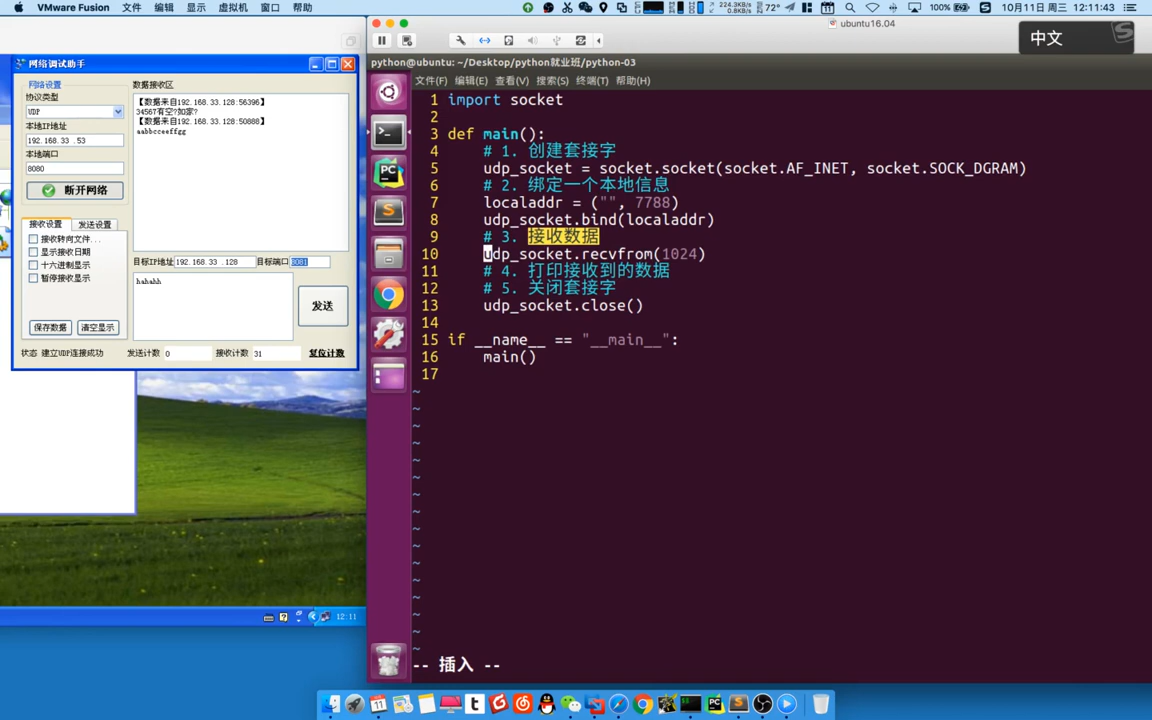 VMware Fusion 文件 编辑 显示 虚拟机 窗口 帮助
224.3KB/s
0.8KB/s
72°
100%
10月11日 周三 12:11:43
ubuntu16.04
中文
python@ubuntu: ~/Desktop/python就业班/python-03
文件(F) 编辑(E) 查看(V) 搜索(S) 终端(T) 帮助(H)
网络调试助手
网络设置
协议类型
UDP
本地IP地址
192.168.33 .53
本地端口
8080
断开网络
接收设置 发送设置
接收转向文件...
显示接收日期
十六进制显示
暂停接收显示
保存数据 清空显示
数据接收区
【数据来自192.168.33.128:56396】
34567有空?如家?
【数据来自192.168.33.128:50888】
aabbcceeffgg
目标IP地址 192.168.33 .128 目标端口 8081
hahahh
发送
状态 建立UDP连接成功 发送计数 0 接收计数 31 复位计数
12:11
1 import socket
2
3 def main():
4 # 1. 创建套接字
5 udp_socket = socket.socket(socket.AF_INET, socket.SOCK_DGRAM)
6 # 2. 绑定一个本地信息
7 localaddr = ("", 7788)
8 udp_socket.bind(localaddr)
9 # 3. 接收数据
10 udp_socket.recvfrom(1024)
11 # 4. 打印接收到的数据
12 # 5. 关闭套接字
13 udp_socket.close()
14
15 if __name__ == "__main__":
16 main()
17
-- 插入 --